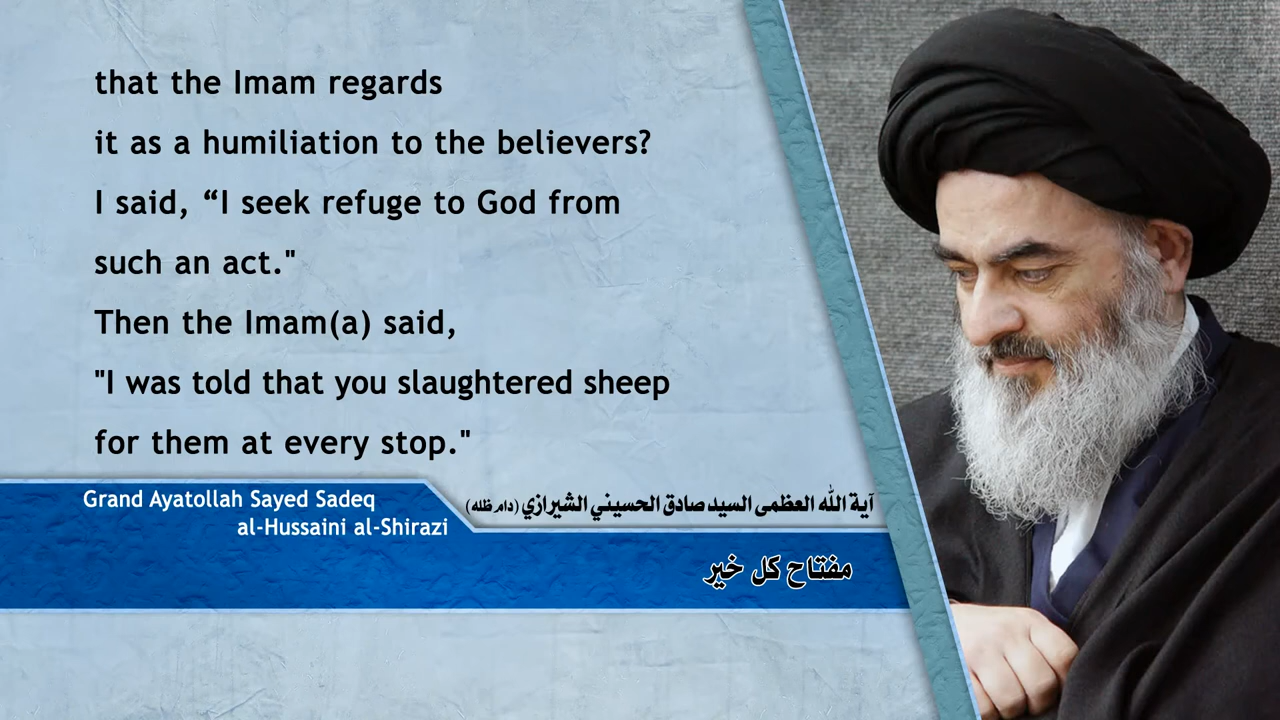 that the Imam regards
it as a humiliation to the believers?
I said, “I seek refuge to God from
such an act."
Then the Imam(a) said,
"I was told that you slaughtered sheep
for them at every stop."
Grand Ayatollah Sayed Sadeq
al-Hussaini al-Shirazi
آية الله العظمى السيد صادق الحسيني الشيرازي (دام ظله)
مفتاح كل خير